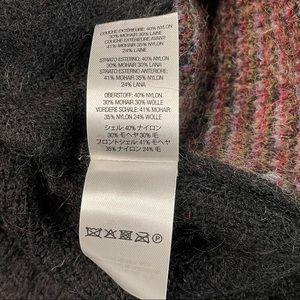 COUCHE EXTÉRIEURE: 40% NYLON
30% MOHAIR 30% LAINE
COUCHE EXTÉRIEURE AVANT:
41% MOHAIR 35% NYLON
24% LAINE
STRATO ESTERNO: 40% NYLON
30% MOHAIR 30% LANA
STRATO ESTERNO ANTERIORE:
41% MOHAIR 35% NYLON
24% LANA
OBERSTOFF: 40% NYLON
30% MOHAIR 30% WOLLE
VORDERE SCHALE: 41% MOHAIR
35% NYLON 24% WOLLE
シェル: 40% ナイロン
30% モヘヤ 30% 毛
フロントシェル: 41% モヘヤ
35% ナイロン 24% 毛
P